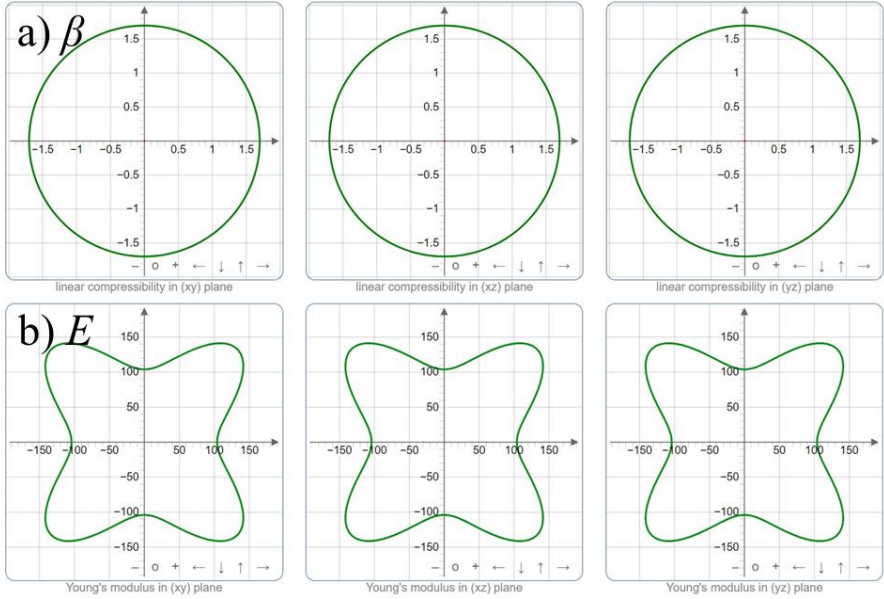 a) β
1.5
1
0.5
−1.5 −1 −0.5 0.5 1 1.5
−0.5
−1
−1.5
− o + ← ↓ ↑ →
linear compressibility in (xy) plane
1.5
1
0.5
−1.5 −1 −0.5 0.5 1 1.5
−0.5
−1
−1.5
− o + ← ↓ ↑ →
linear compressibility in (xz) plane
1.5
1
0.5
−1.5 −1 −0.5 0.5 1 1.5
−0.5
−1
−1.5
− o + ← ↓ ↑ →
linear compressibility in (yz) plane
b) E
150
100
50
−150 −100 −50 50 100 150
−50
−100
−150
− o + ← ↓ ↑ →
Young's modulus in (xy) plane
150
100
50
−150 −100 −50 50 100 150
−50
−100
−150
− o + ← ↓ ↑ →
Young's modulus in (xz) plane
150
100
50
−150 −100 −50 50 100 150
−50
−100
−150
− o + ← ↓ ↑ →
Young's modulus in (yz) plane